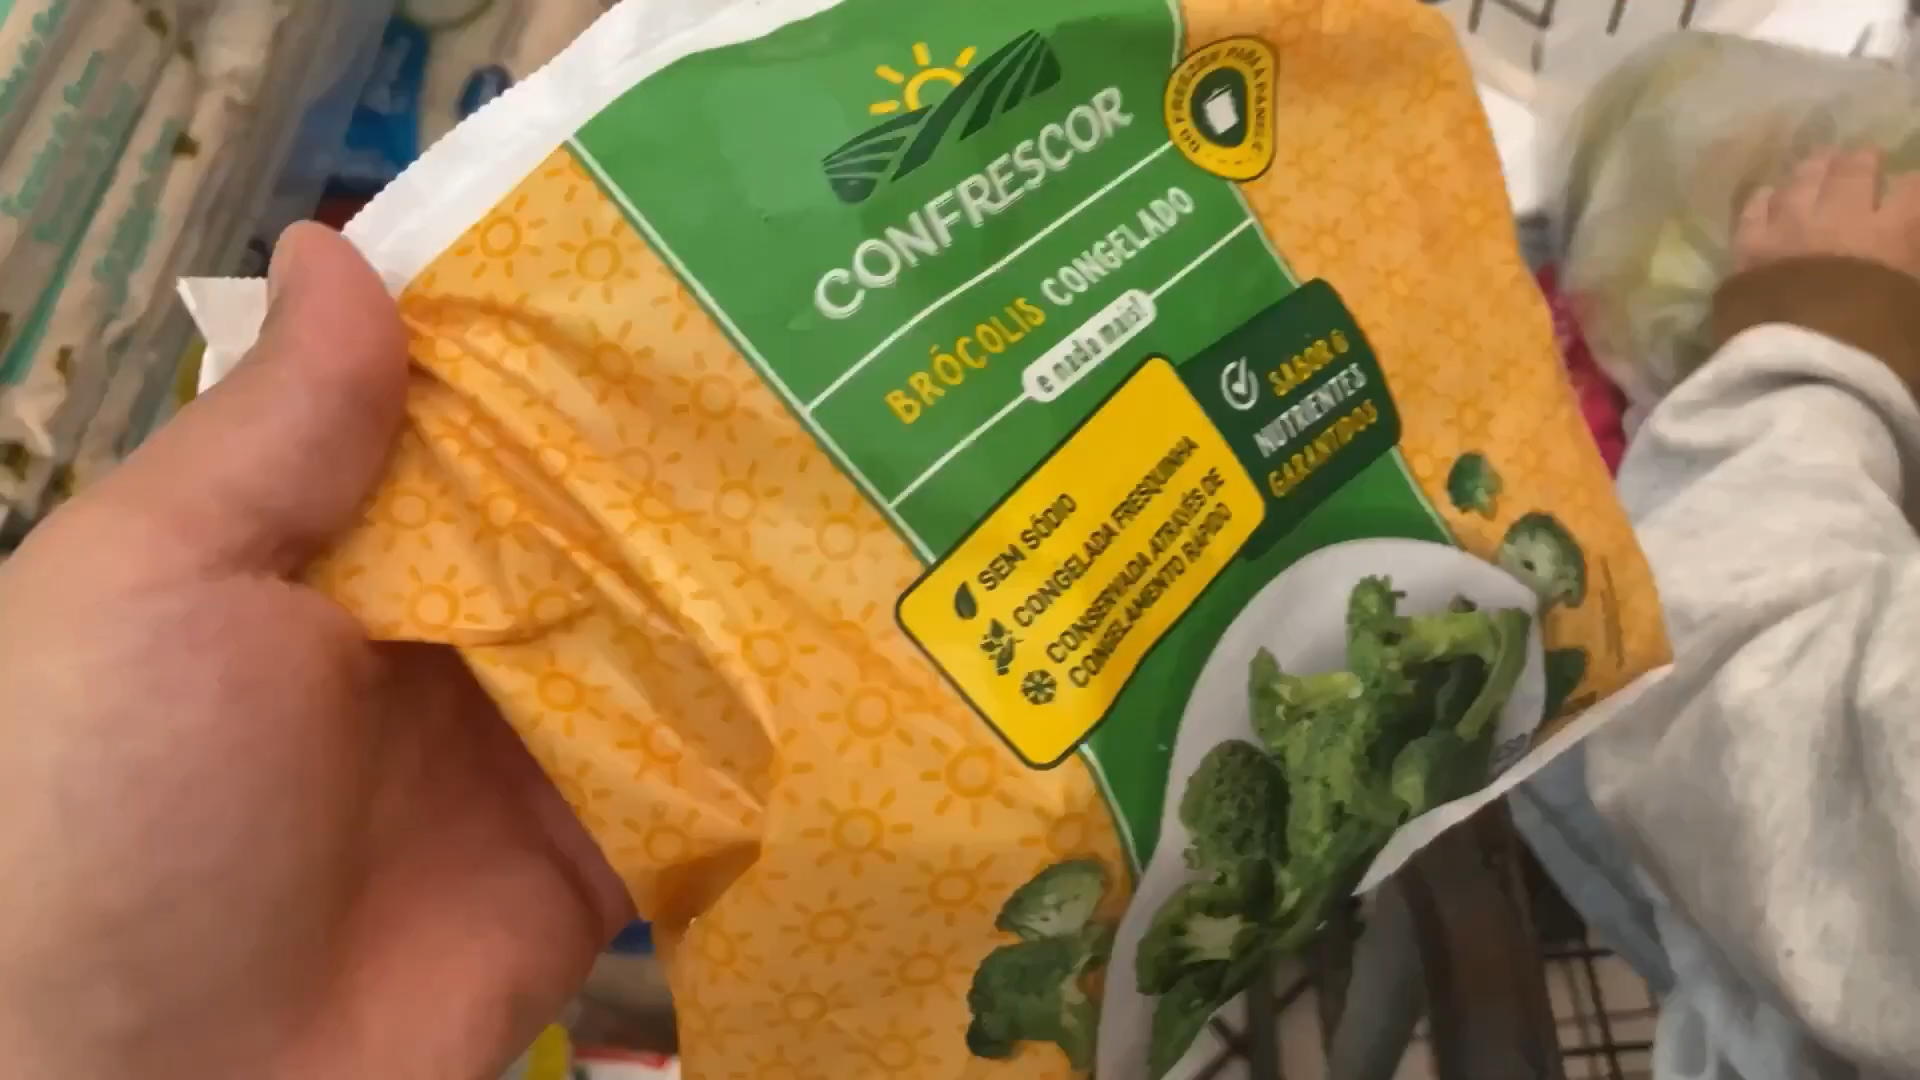 CONFRESCOR
DO FREEZER PARA A PANELA
BRÓCOLIS CONGELADO
e nada mais!
SABOR &
NUTRIENTES
GARANTIDOS
SEM SÓDIO
CONGELADA FRESQUINHA
CONSERVADA ATRAVÉS DE
CONGELAMENTO RÁPIDO